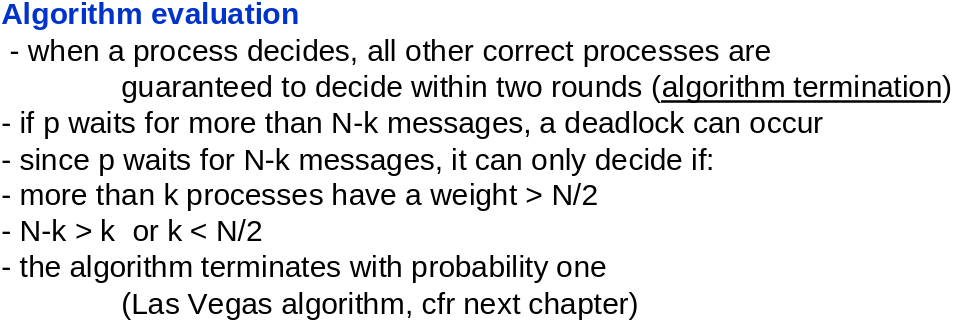 Algorithm evaluation
- when a process decides, all other correct processes are
guaranteed to decide within two rounds (algorithm termination)
- if p waits for more than N-k messages, a deadlock can occur
- since p waits for N-k messages, it can only decide if:
- more than k processes have a weight > N/2
- N-k > k  or k < N/2
- the algorithm terminates with probability one
(Las Vegas algorithm, cfr next chapter)